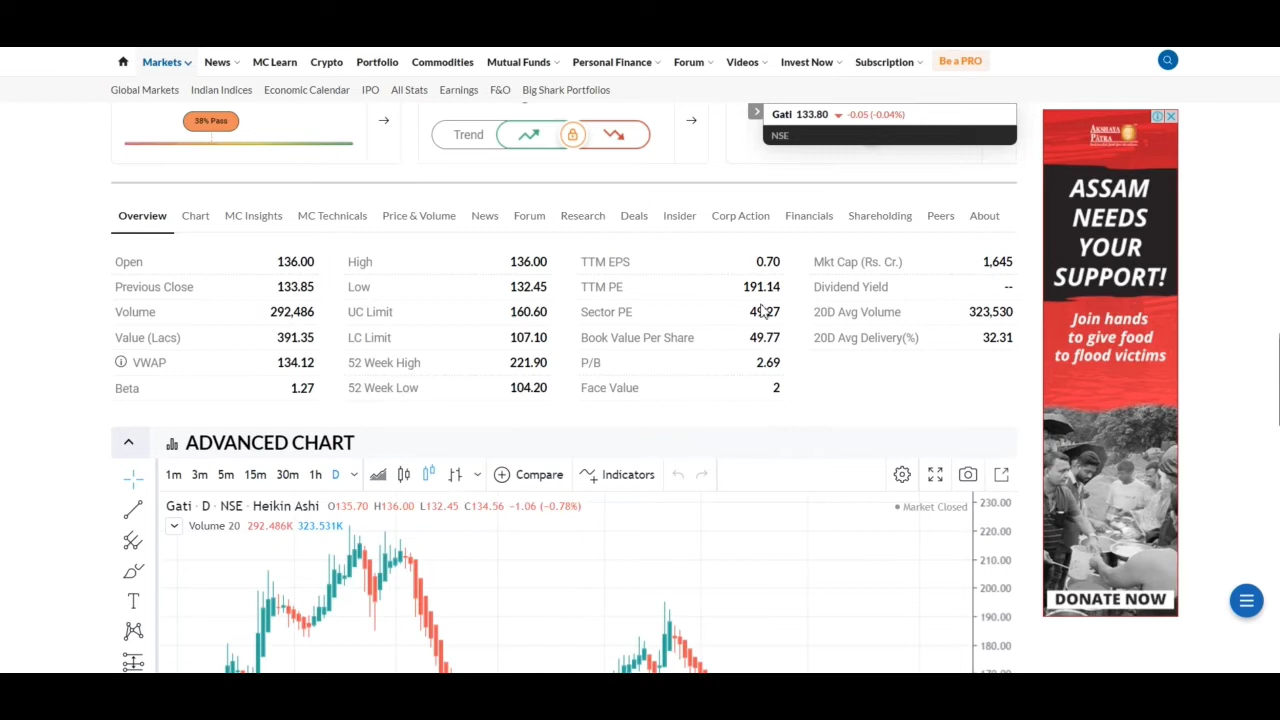 Markets News MC Learn Crypto Portfolio Commodities Mutual Funds Personal Finance Forum Videos Invest Now Subscription Be a PRO
Global Markets Indian Indices Economic Calendar IPO All Stats Earnings F&O Big Shark Portfolios
38% Pass
Trend
Gati 133.80 -0.05 (-0.04%)
NSE
Overview Chart MC Insights MC Technicals Price & Volume News Forum Research Deals Insider Corp Action Financials Shareholding Peers About
Open 136.00 High 136.00 TTM EPS 0.70 Mkt Cap (Rs. Cr.) 1,645
Previous Close 133.85 Low 132.45 TTM PE 191.14 Dividend Yield --
Volume 292,486 UC Limit 160.60 Sector PE 20D Avg Volume 323,530
Value (Lacs) 391.35 LC Limit 107.10 Book Value Per Share 49.77 20D Avg Delivery(%) 32.31
VWAP 134.12 52 Week High 221.90 P/B 2.69
Beta 1.27 52 Week Low 104.20 Face Value 2
ADVANCED CHART
1m 3m 5m 15m 30m 1h D Compare Indicators
Gati · D · NSE · Heikin Ashi O135.70 H136.00 L132.45 C134.56 -1.06 (-0.78%)
Market Closed
Volume 20 292.486K 323.531K
230.00
220.00
210.00
200.00
190.00
180.00
T
AKSHAYA
PATRA
ASSAM
NEEDS
YOUR
SUPPORT!
Join hands
to give food
to flood victims
DONATE NOW